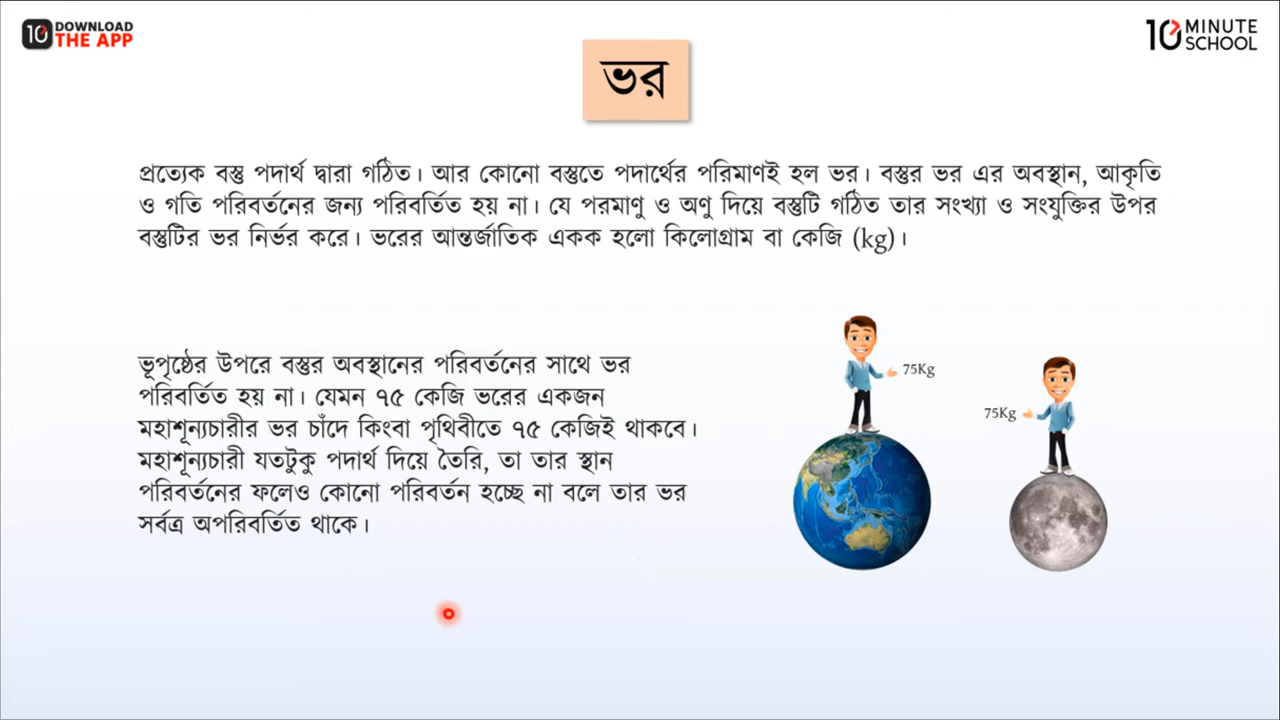 DOWNLOAD
THE APP
10 MINUTE
SCHOOL
ভর
প্রত্যেক বস্তু পদার্থ দ্বারা গঠিত। আর কোনো বস্তুতে পদার্থের পরিমাণই হল ভর। বস্তুর ভর এর অবস্থান, আকৃতি
ও গতি পরিবর্তনের জন্য পরিবর্তিত হয় না। যে পরমাণু ও অণু দিয়ে বস্তুটি গঠিত তার সংখ্যা ও সংযুক্তির উপর
বস্তুটির ভর নির্ভর করে। ভরের আন্তর্জাতিক একক হলো কিলোগ্রাম বা কেজি (kg)।
ভূপৃষ্ঠের উপরে বস্তুর অবস্থানের পরিবর্তনের সাথে ভর
পরিবর্তিত হয় না। যেমন ৭৫ কেজি ভরের একজন
মহাশূন্যচারীর ভর চাঁদে কিংবা পৃথিবীতে ৭৫ কেজিই থাকবে।
মহাশূন্যচারী যতটুকু পদার্থ দিয়ে তৈরি, তা তার স্থান
পরিবর্তনের ফলেও কোনো পরিবর্তন হচ্ছে না বলে তার ভর
সর্বত্র অপরিবর্তিত থাকে।
75Kg
75Kg